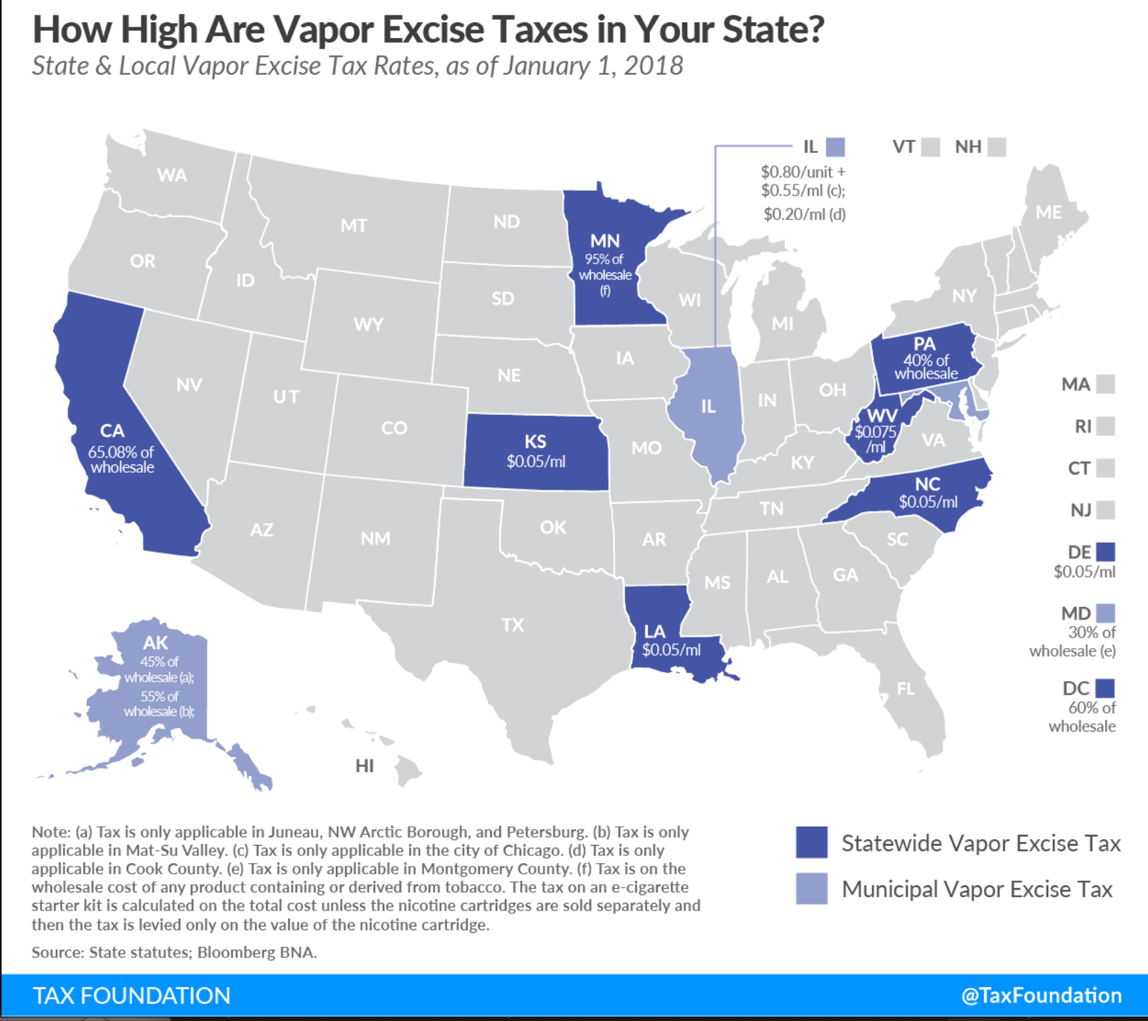 How High Are Vapor Excise Taxes in Your State?
State & Local Vapor Excise Tax Rates, as of January 1, 2018
IL
$0.80/unit +
$0.55/ml (c);
$0.20/ml (d)
VT
NH
WA
MT
ND
MN
95% of
wholesale
(f)
ME
OR
ID
SD
WI
MI
NY
WY
IA
PA
40% of
wholesale
NV
UT
NE
IL
IN
OH
MA
CA
65.08% of
wholesale
CO
KS
$0.05/ml
MO
KY
WV
$0.075
/ml
VA
RI
CT
AZ
NM
OK
AR
TN
NC
$0.05/ml
NJ
SC
DE
$0.05/ml
TX
LA
$0.05/ml
MS
AL
GA
MD
30% of
wholesale (e)
FL
DC
60% of
wholesale
AK
45% of
wholesale (a);
55% of
wholesale (b);
HI
Note: (a) Tax is only applicable in Juneau, NW Arctic Borough, and Petersburg. (b) Tax is only
applicable in Mat-Su Valley. (c) Tax is only applicable in the city of Chicago. (d) Tax is only
applicable in Cook County. (e) Tax is only applicable in Montgomery County. (f) Tax is on the
wholesale cost of any product containing or derived from tobacco. The tax on an e-cigarette
starter kit is calculated on the total cost unless the nicotine cartridges are sold separately and
then the tax is levied only on the value of the nicotine cartridge.
Source: State statutes; Bloomberg BNA.
Statewide Vapor Excise Tax
Municipal Vapor Excise Tax
TAX FOUNDATION
@TaxFoundation